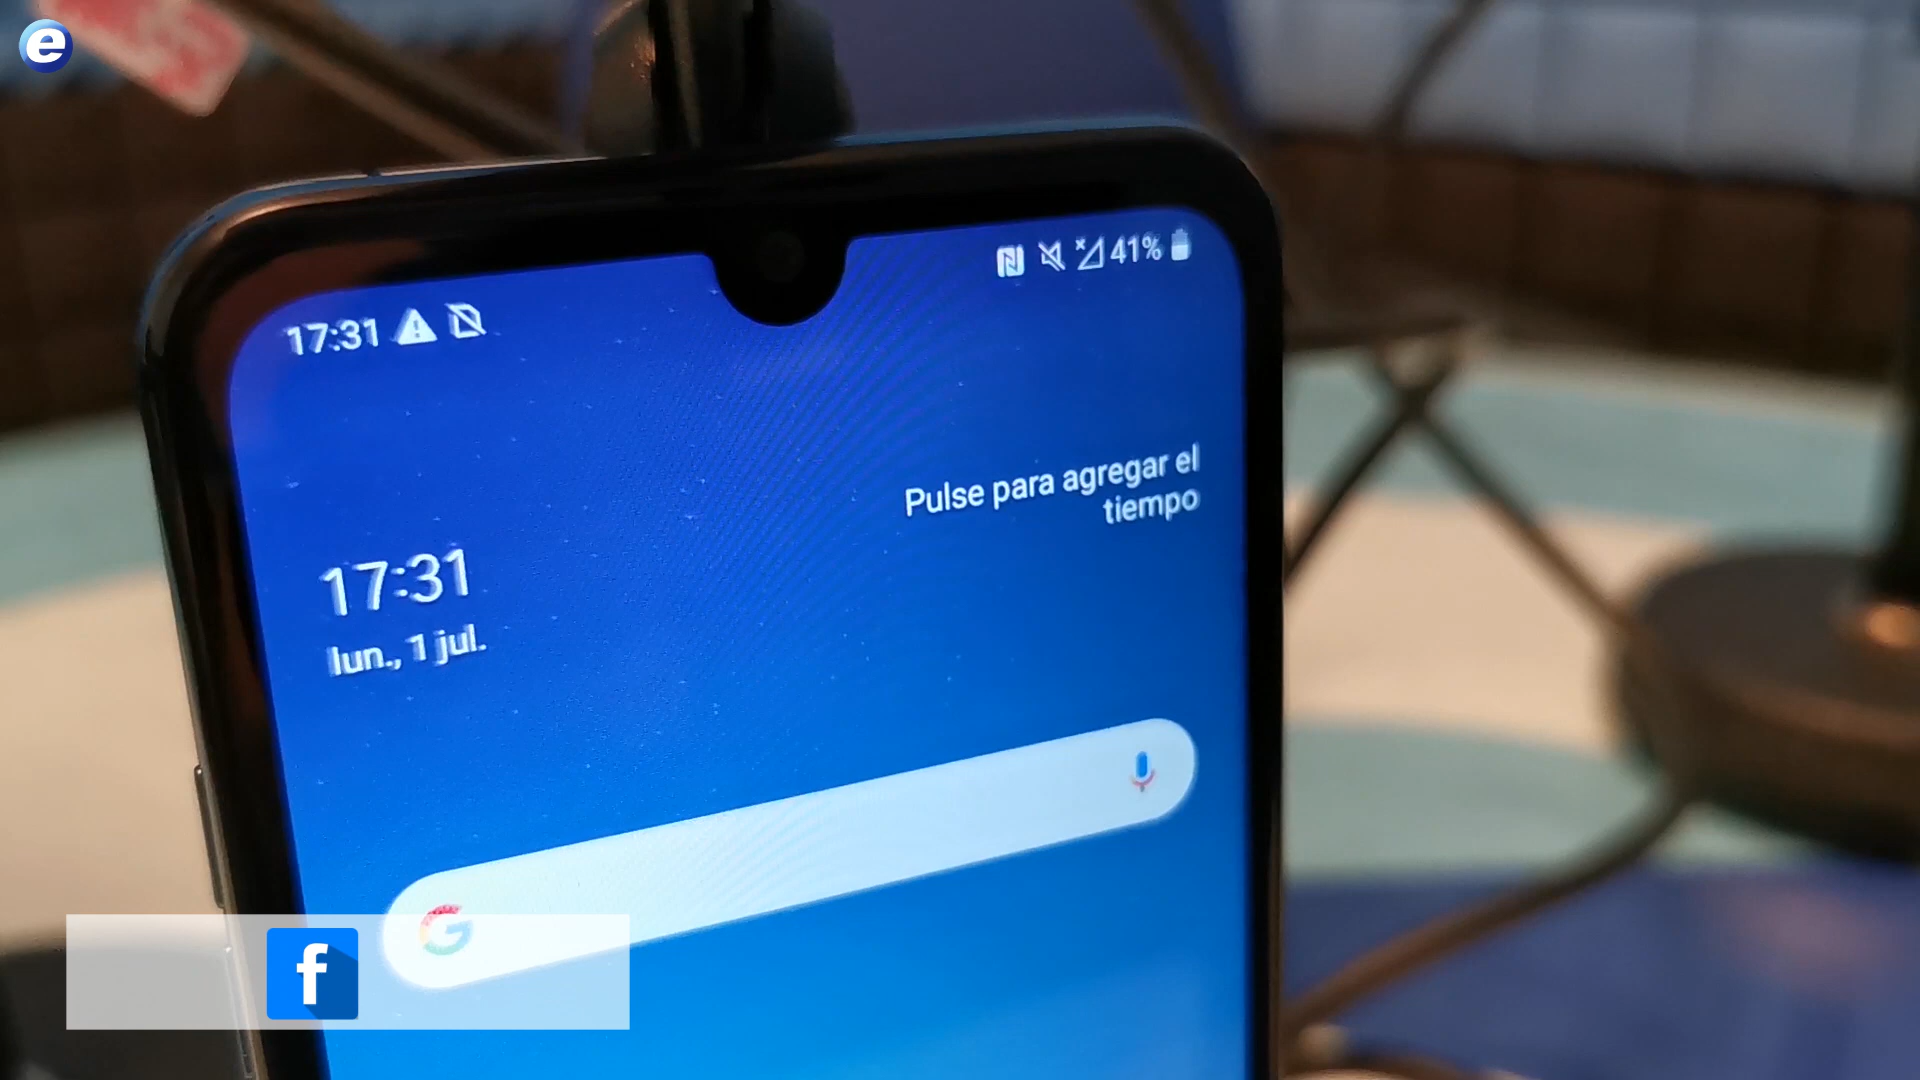 e
17:31
41%
Pulse para agregar el
tiempo
17:31
lun., 1 jul.
G
f